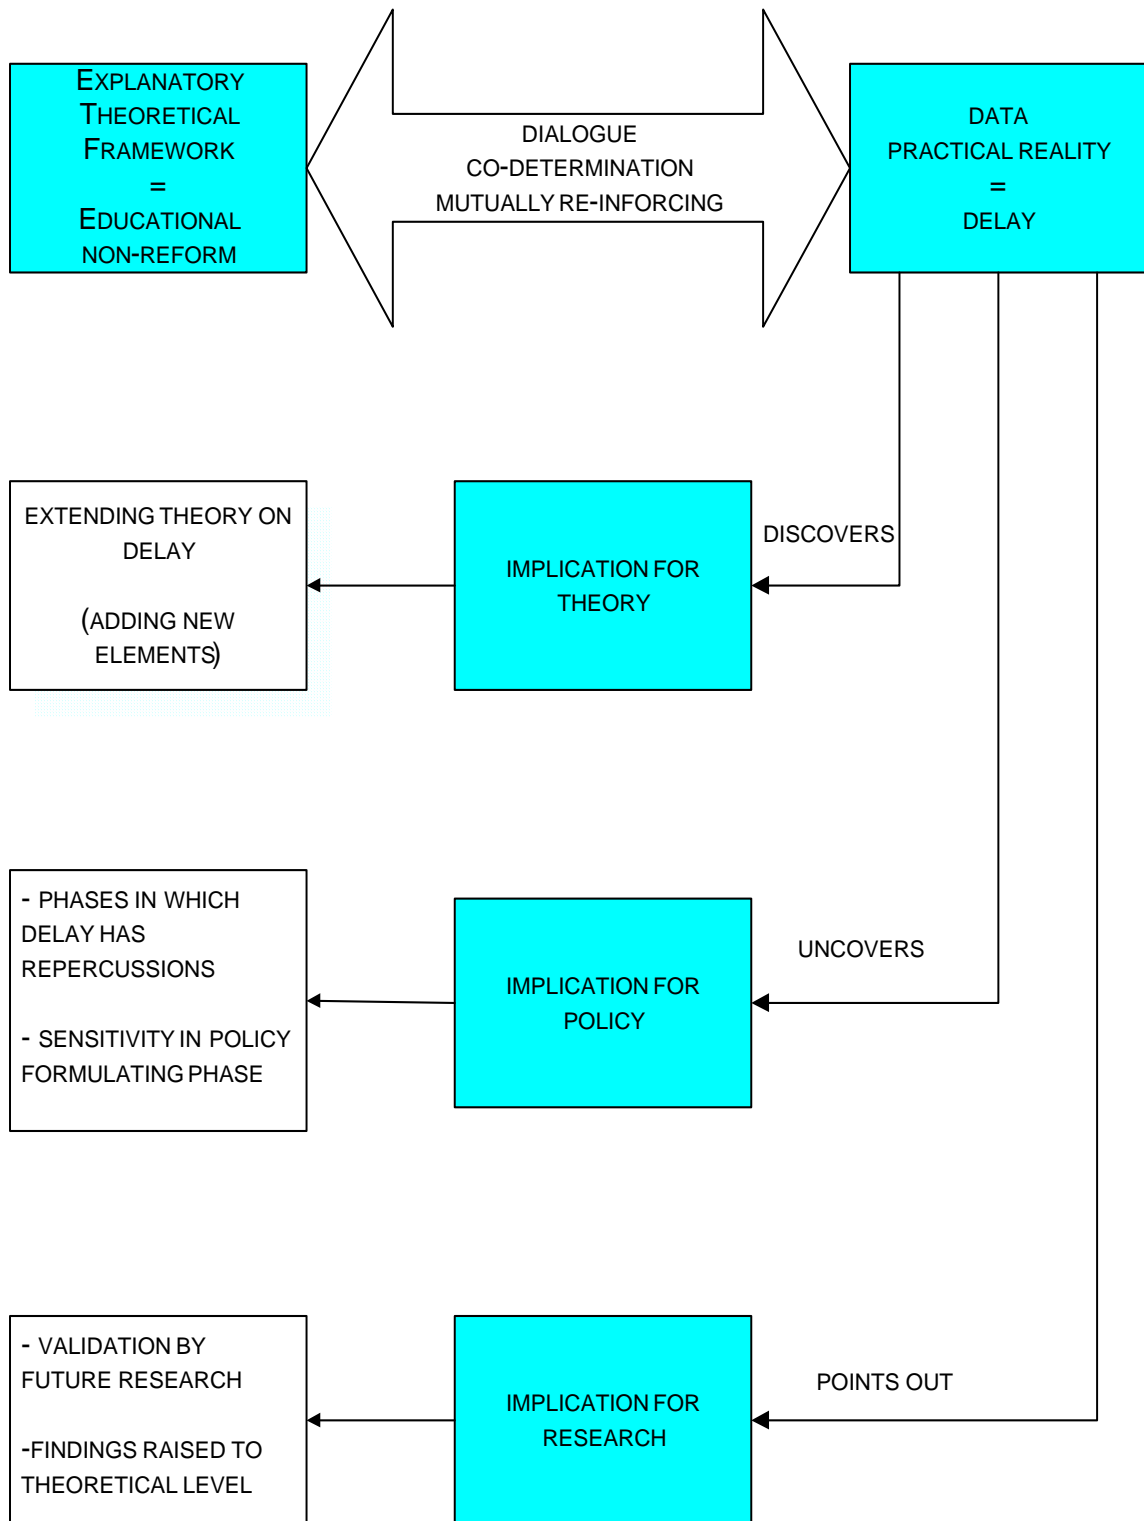 EXPLANATORY
THEORETICAL
FRAMEWORK
=
EDUCATIONAL
NON-REFORM
DIALOGUE
CO-DETERMINATION
MUTUALLY RE-INFORCING
DATA
PRACTICAL REALITY
=
DELAY
EXTENDING THEORY ON
DELAY
(ADDING NEW
ELEMENTS)
IMPLICATION FOR
THEORY
DISCOVERS
- PHASES IN WHICH
DELAY HAS
REPERCUSSIONS
- SENSITIVITY IN POLICY
FORMULATING PHASE
IMPLICATION FOR
POLICY
UNCOVERS
- VALIDATION BY
FUTURE RESEARCH
-FINDINGS RAISED TO
THEORETICAL LEVEL
IMPLICATION FOR
RESEARCH
POINTS OUT